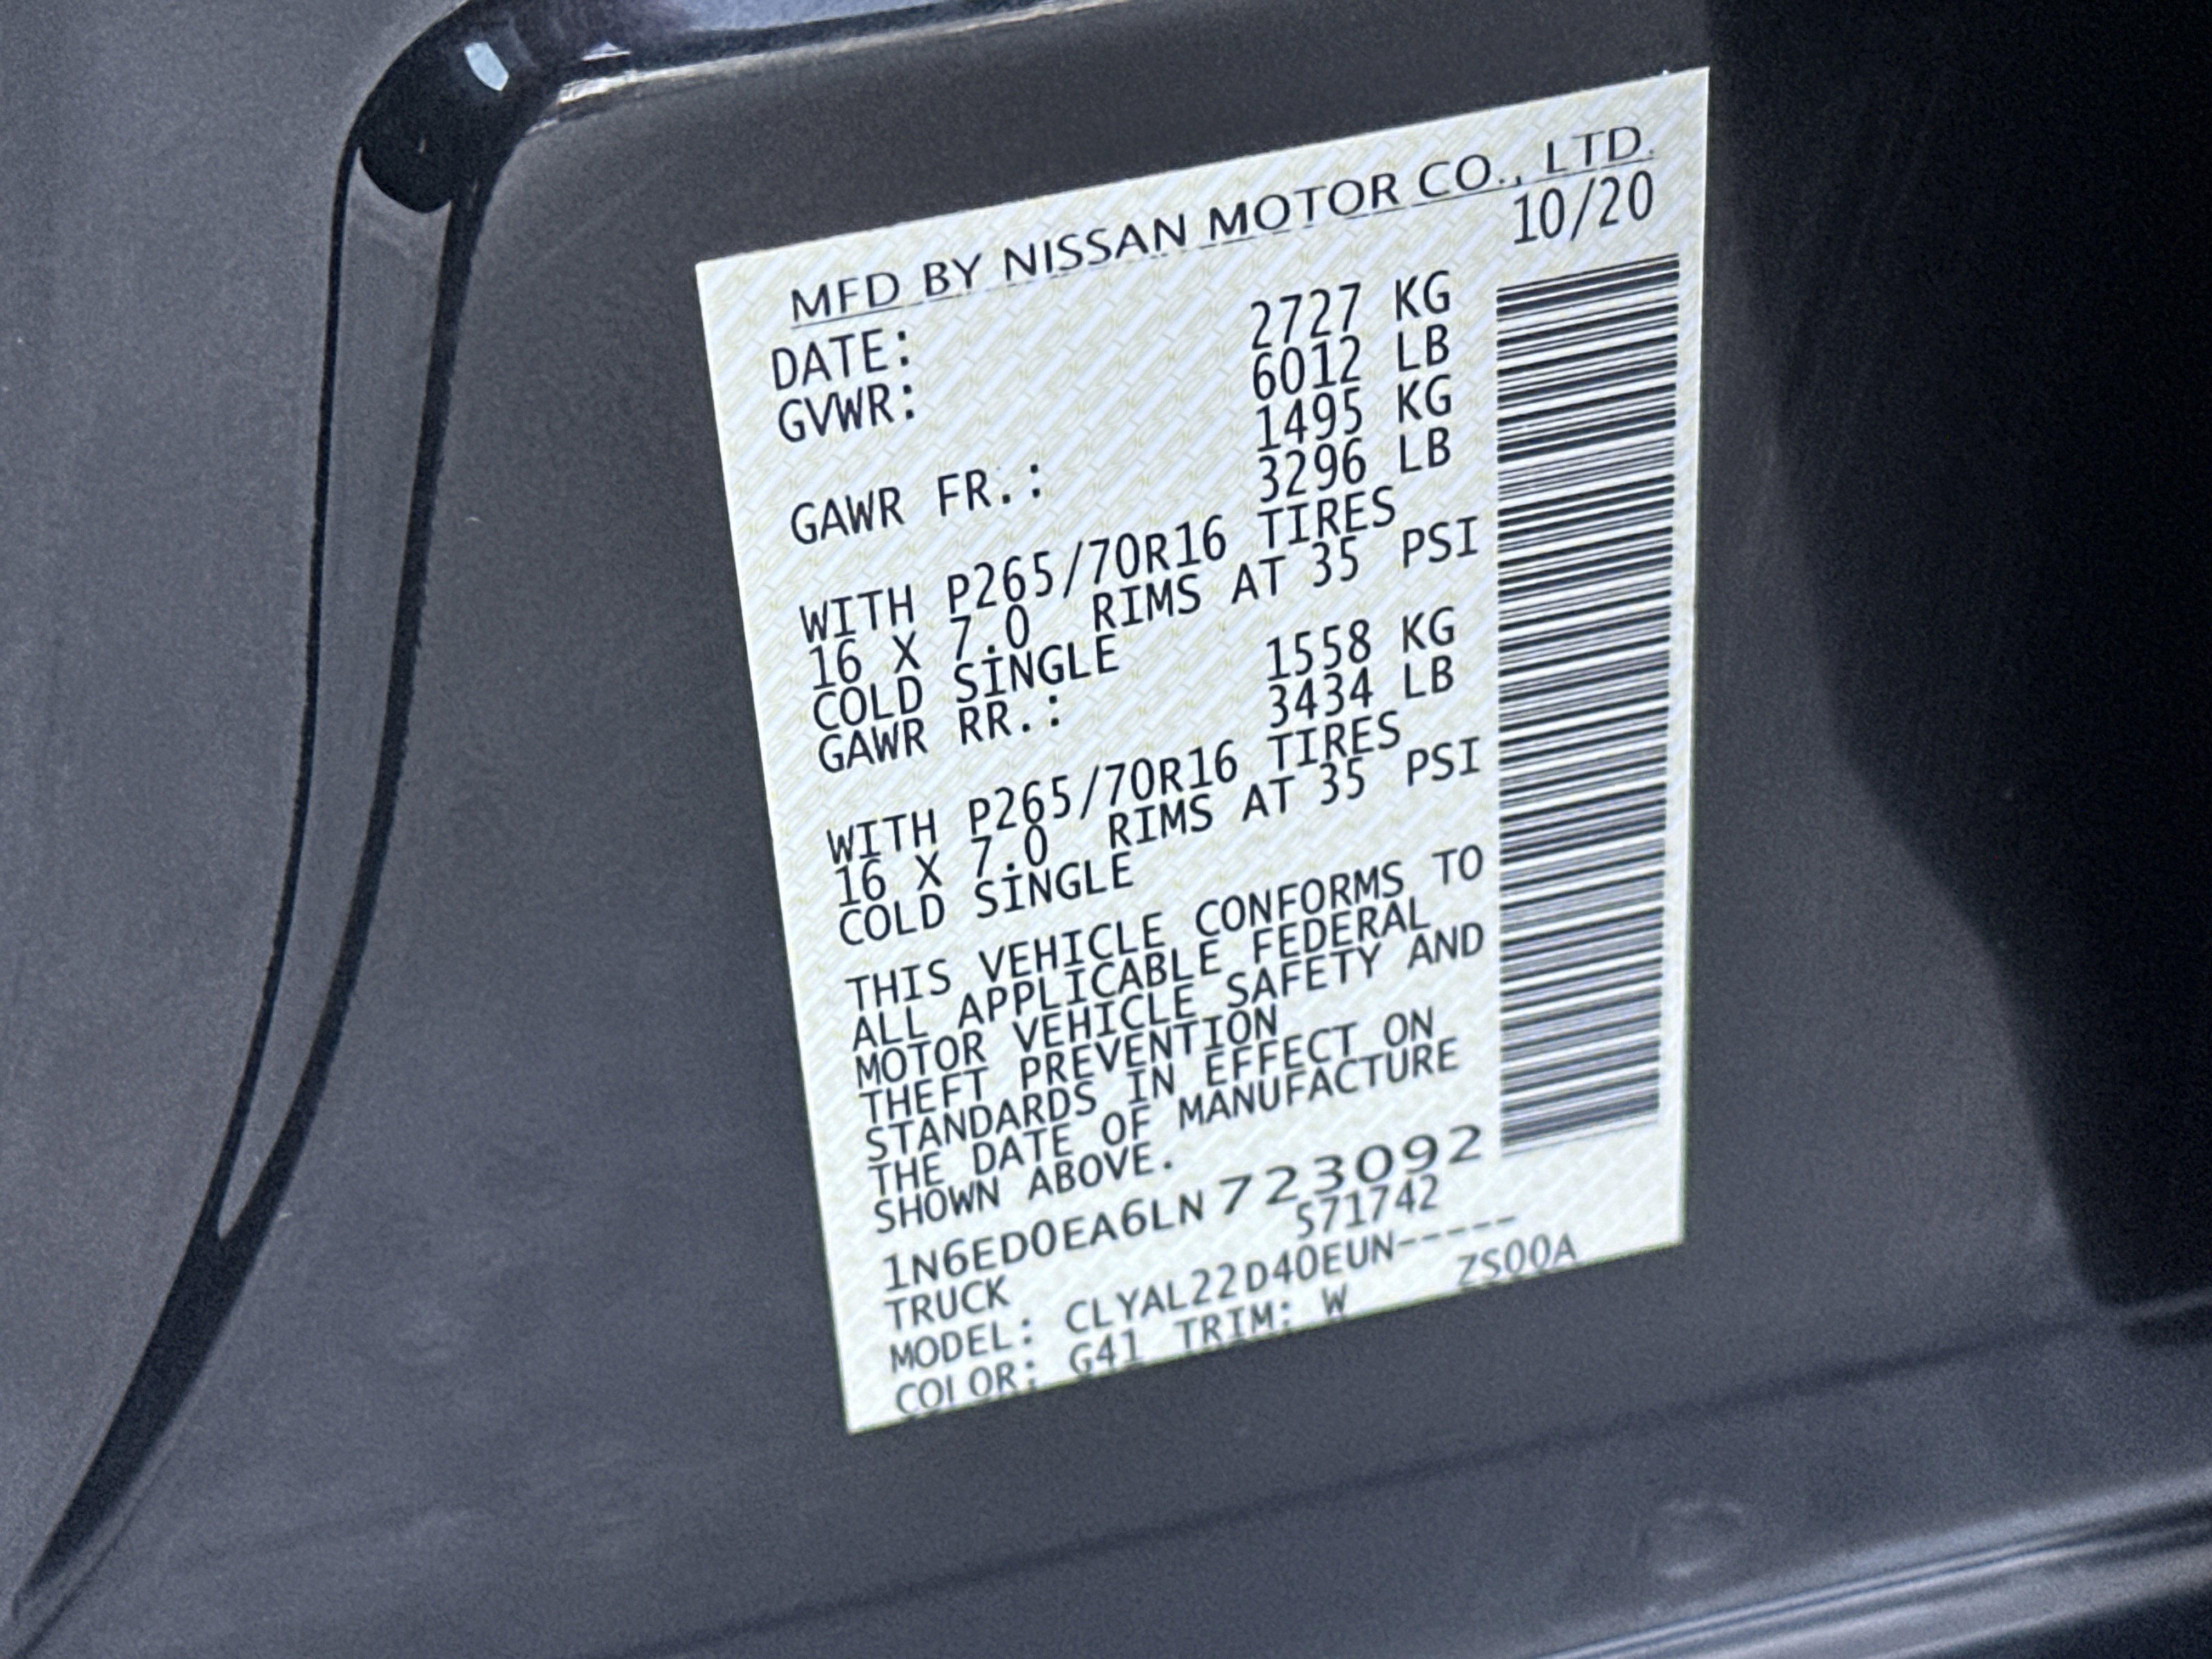 MFD BY NISSAN MOTOR CO., LTD.
DATE: 10/20
GVWR: 2727 KG
6012 LB
GAWR FR.: 1495 KG
3296 LB
WITH P265/70R16 TIRES
16 X 7.0 RIMS AT 35 PSI
COLD SINGLE
GAWR RR.: 1558 KG
3434 LB
WITH P265/70R16 TIRES
16 X 7.0 RIMS AT 35 PSI
COLD SINGLE
THIS VEHICLE CONFORMS TO
ALL APPLICABLE FEDERAL
MOTOR VEHICLE SAFETY AND
THEFT PREVENTION
STANDARDS IN EFFECT ON
THE DATE OF MANUFACTURE
SHOWN ABOVE.
1N6ED0EA6LN723092
TRUCK S71742
MODEL: CLYAL22D40EUN-----
COLOR: G41 TRIM: W ZS00A